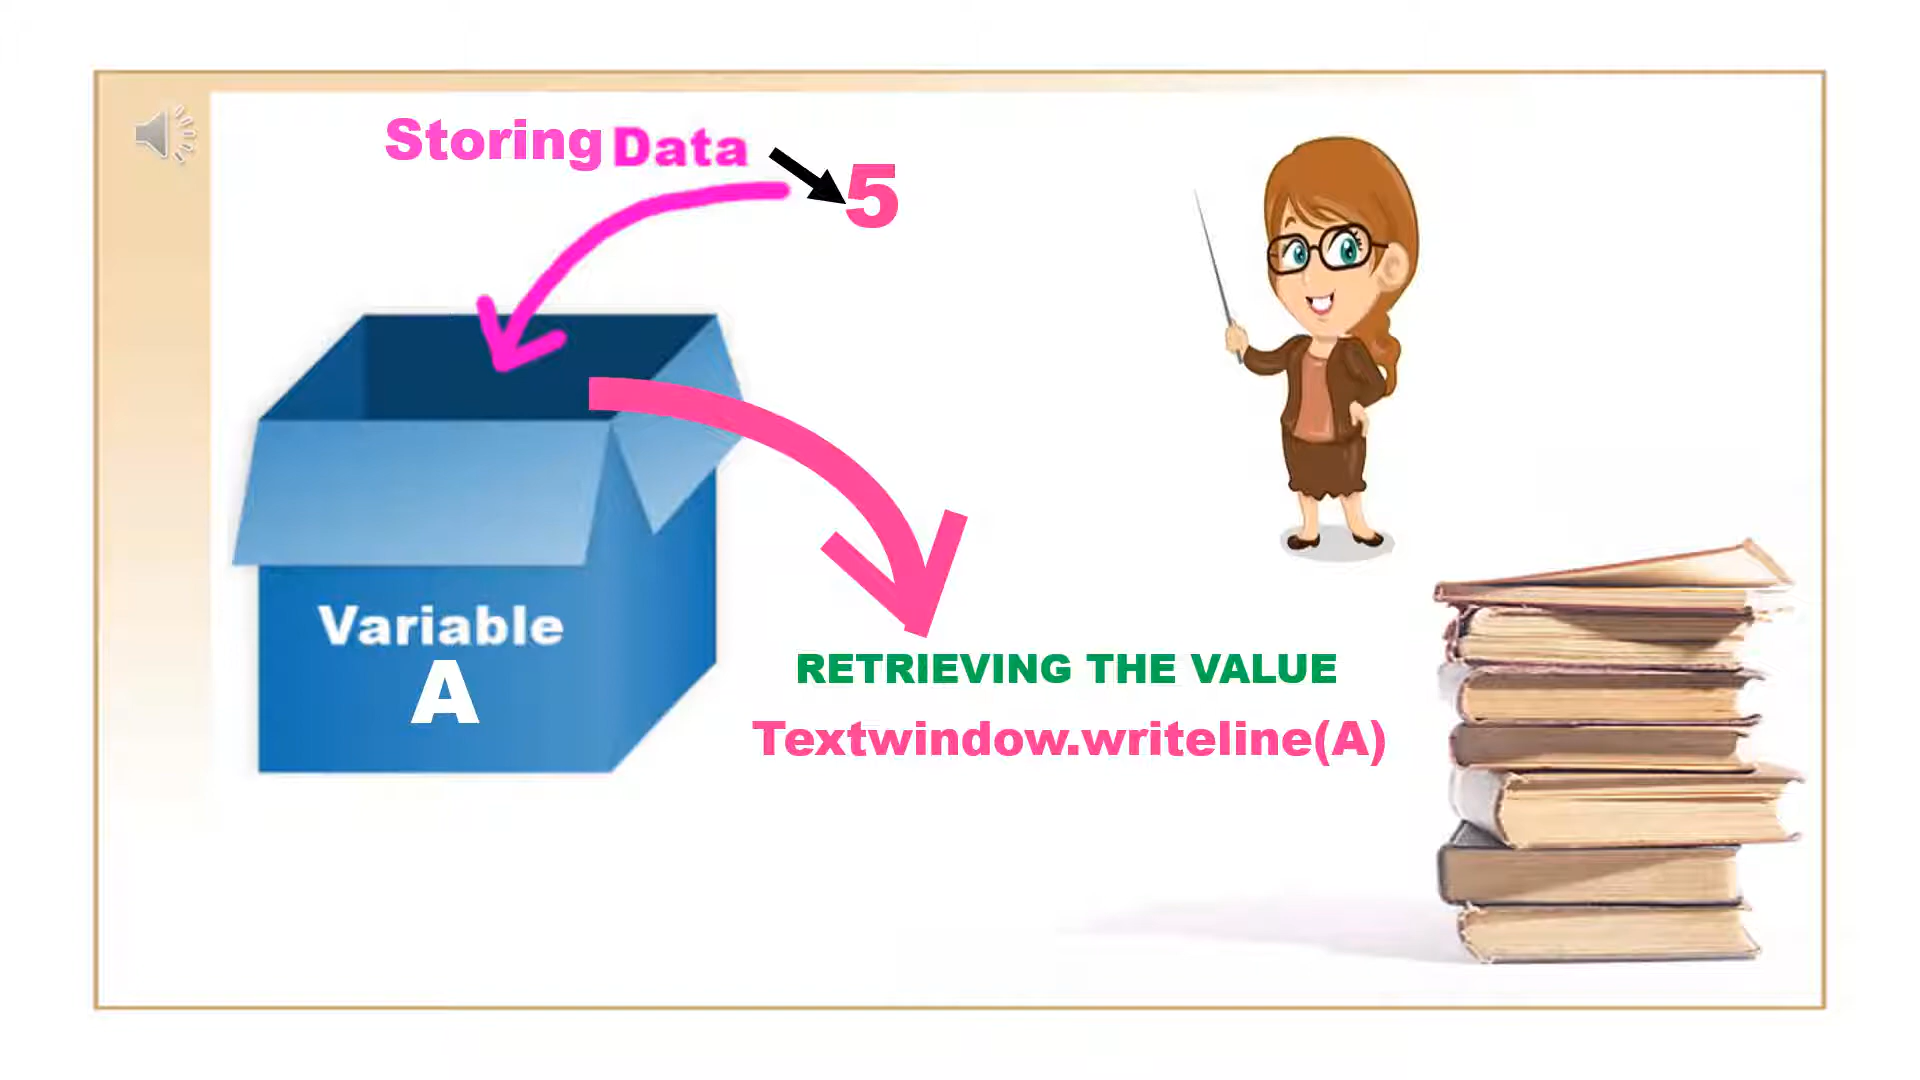 Storing Data
5
Variable
A
RETRIEVING THE VALUE
Textwindow.writeline(A)